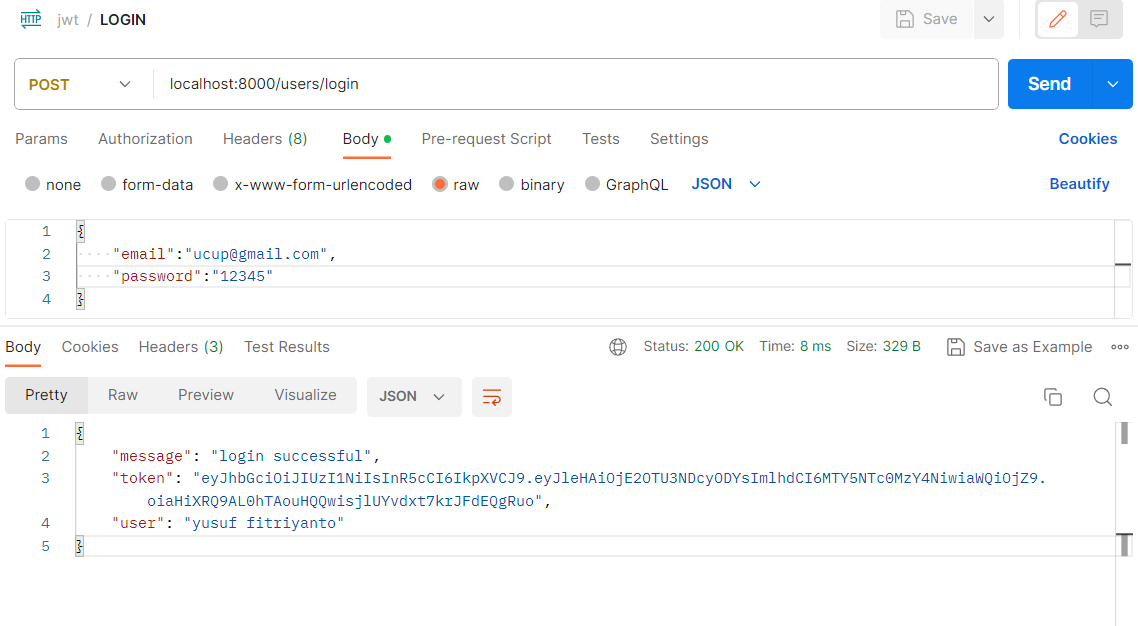 HTTP jwt / LOGIN Save
POST localhost:8000/users/login Send
Params Authorization Headers (8) Body Pre-request Script Tests Settings Cookies
none form-data x-www-form-urlencoded raw binary GraphQL JSON Beautify
1 {
2 ····"email":"ucup@gmail.com",
3 ····"password":"12345"
4 }
Body Cookies Headers (3) Test Results Status: 200 OK Time: 8 ms Size: 329 B Save as Example
Pretty Raw Preview Visualize JSON
1 {
2 "message": "login successful",
3 "token": "eyJhbGciOiJIUzI1NiIsInR5cCI6IkpXVCJ9.eyJleHAiOjE2OTU3NDcyODYsImlhdCI6MTY5NTc0MzY4NiwiaWQiOjZ9.
oiaHiXRQ9AL0hTAouHQQwisjlUYvdxt7krJFdEQgRuo",
4 "user": "yusuf fitriyanto"
5 }